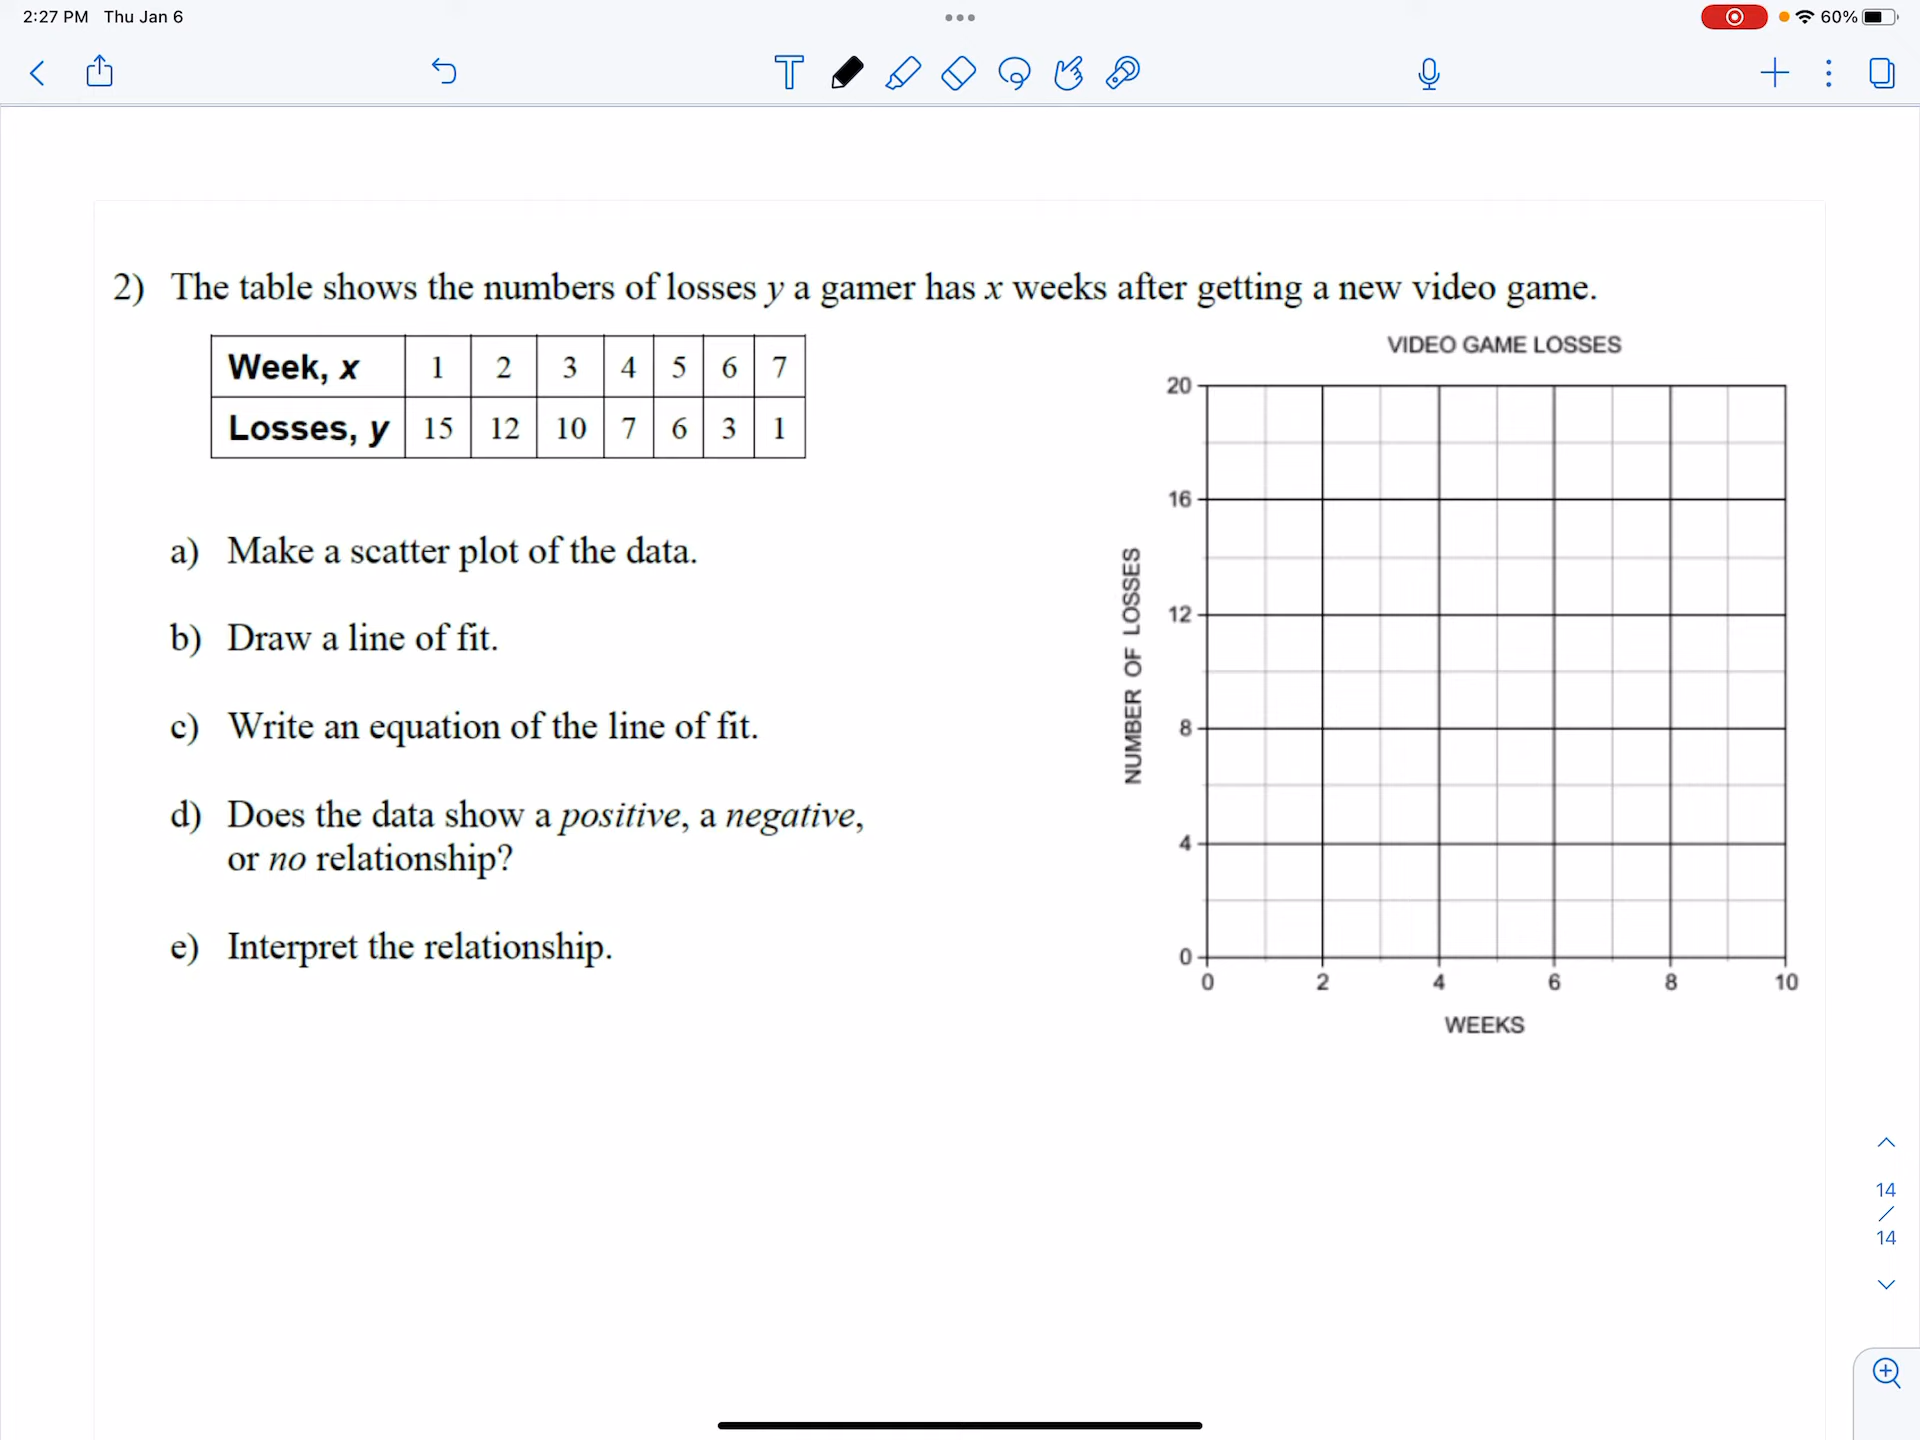 2:27 PM Thu Jan 6
60%
2) The table shows the numbers of losses y a gamer has x weeks after getting a new video game.
Week, x 1 2 3 4 5 6 7
Losses, y 15 12 10 7 6 3 1
a) Make a scatter plot of the data.
b) Draw a line of fit.
c) Write an equation of the line of fit.
d) Does the data show a positive, a negative,
or no relationship?
e) Interpret the relationship.
VIDEO GAME LOSSES
NUMBER OF LOSSES
20
16
12
8
4
0
0 2 4 6 8 10
WEEKS
14
/
14